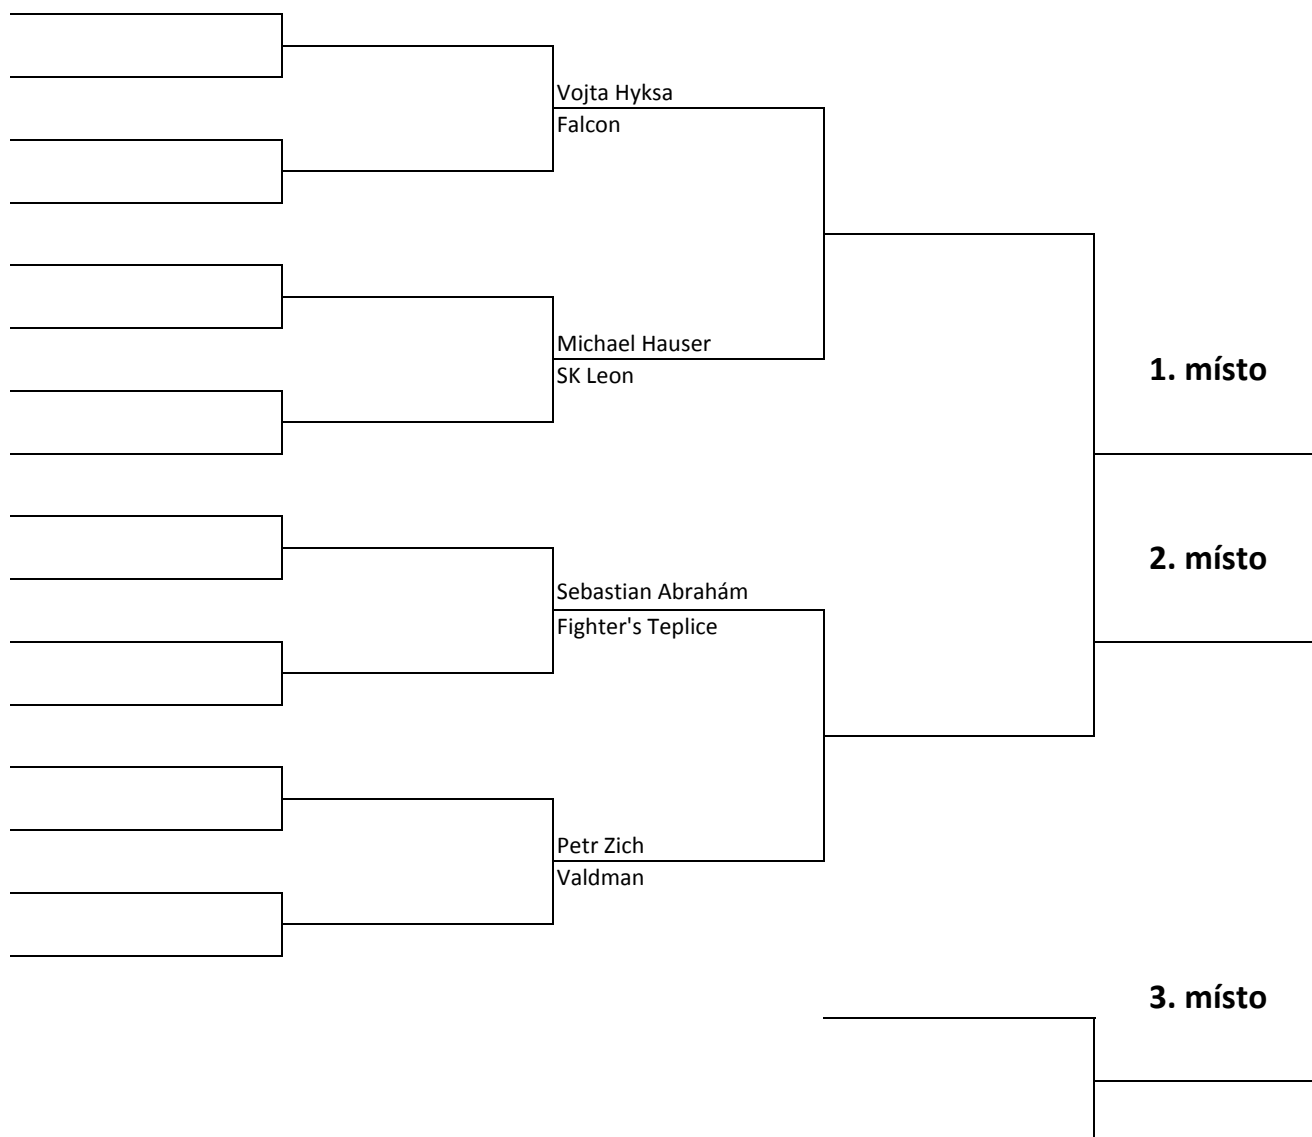 Vojta Hyksa
Falcon
Michael Hauser
SK Leon
1. místo
2. místo
Sebastian Abrahám
Fighter's Teplice
Petr Zich
Valdman
3. místo